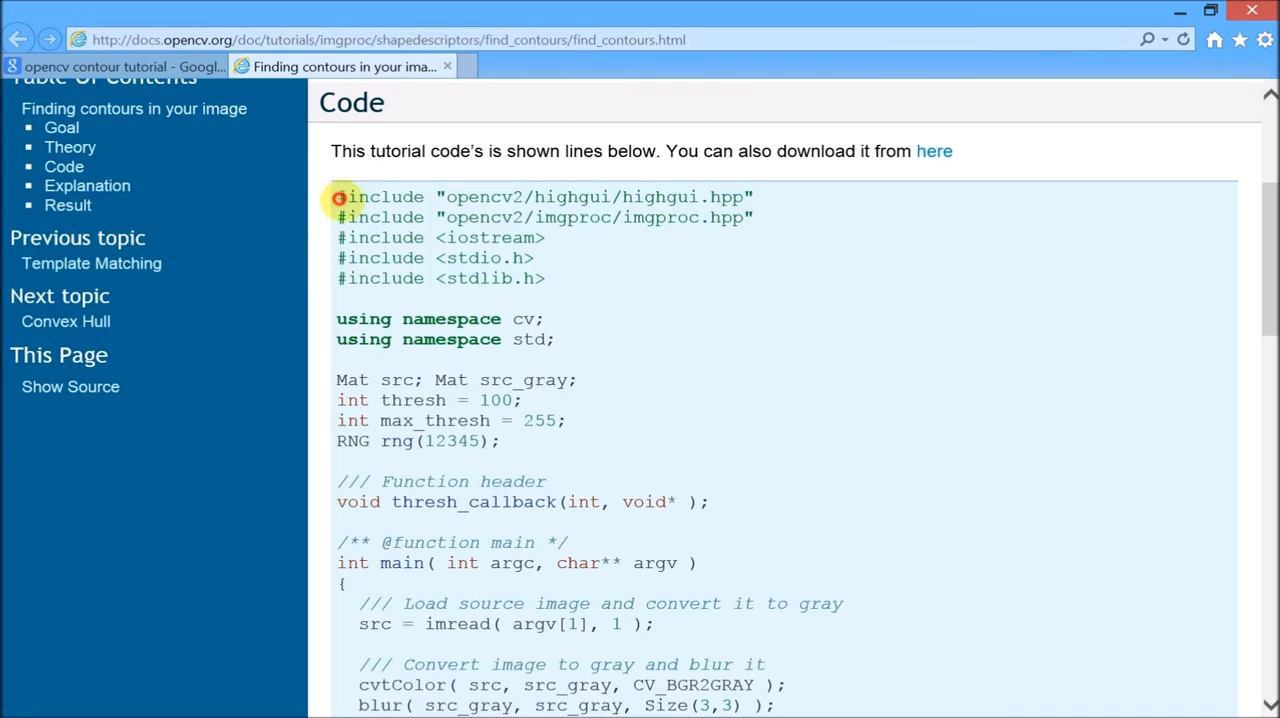 http://docs.opencv.org/doc/tutorials/imgproc/shapedescriptors/find_contours/find_contours.html
opencv contour tutorial - Googl...
Finding contours in your ima...
Table Of Contents
Finding contours in your image
Goal
Theory
Code
Explanation
Result
Previous topic
Template Matching
Next topic
Convex Hull
This Page
Show Source
Code
This tutorial code's is shown lines below. You can also download it from here
#include "opencv2/highgui/highgui.hpp"
#include "opencv2/imgproc/imgproc.hpp"
#include <iostream>
#include <stdio.h>
#include <stdlib.h>
using namespace cv;
using namespace std;
Mat src; Mat src_gray;
int thresh = 100;
int max_thresh = 255;
RNG rng(12345);
/// Function header
void thresh_callback(int, void* );
/** @function main */
int main( int argc, char** argv )
{
/// Load source image and convert it to gray
src = imread( argv[1], 1 );
/// Convert image to gray and blur it
cvtColor( src, src_gray, CV_BGR2GRAY );
blur( src_gray, src_gray, Size(3,3) );